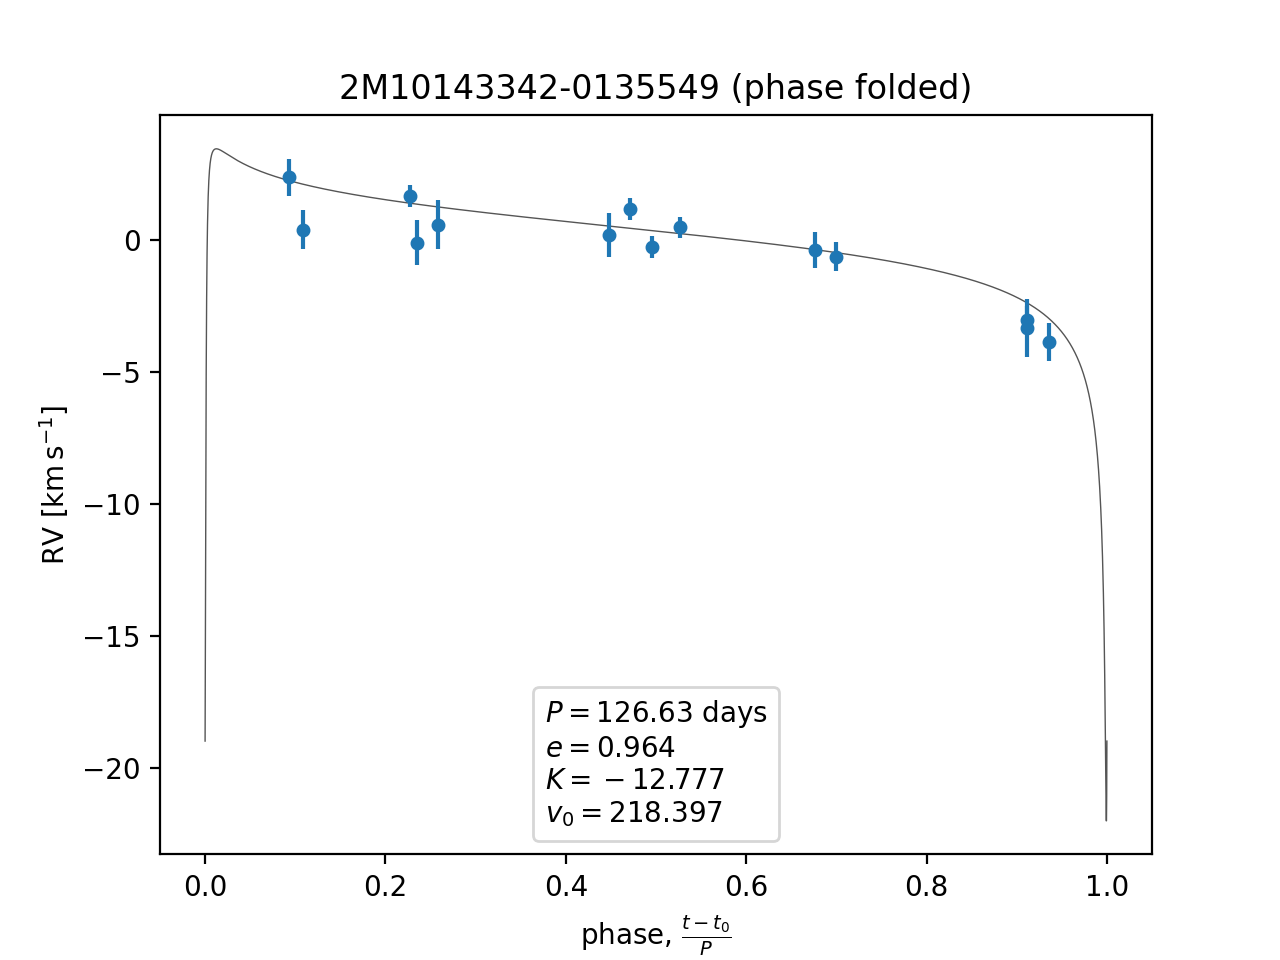 2M10143342-0135549 (phase folded)
RV [km s⁻¹]
0
−5
−10
−15
−20
P = 126.63 days
e = 0.964
K = −12.777
v₀ = 218.397
0.0 0.2 0.4 0.6 0.8 1.0
phase, (t − t₀)/P